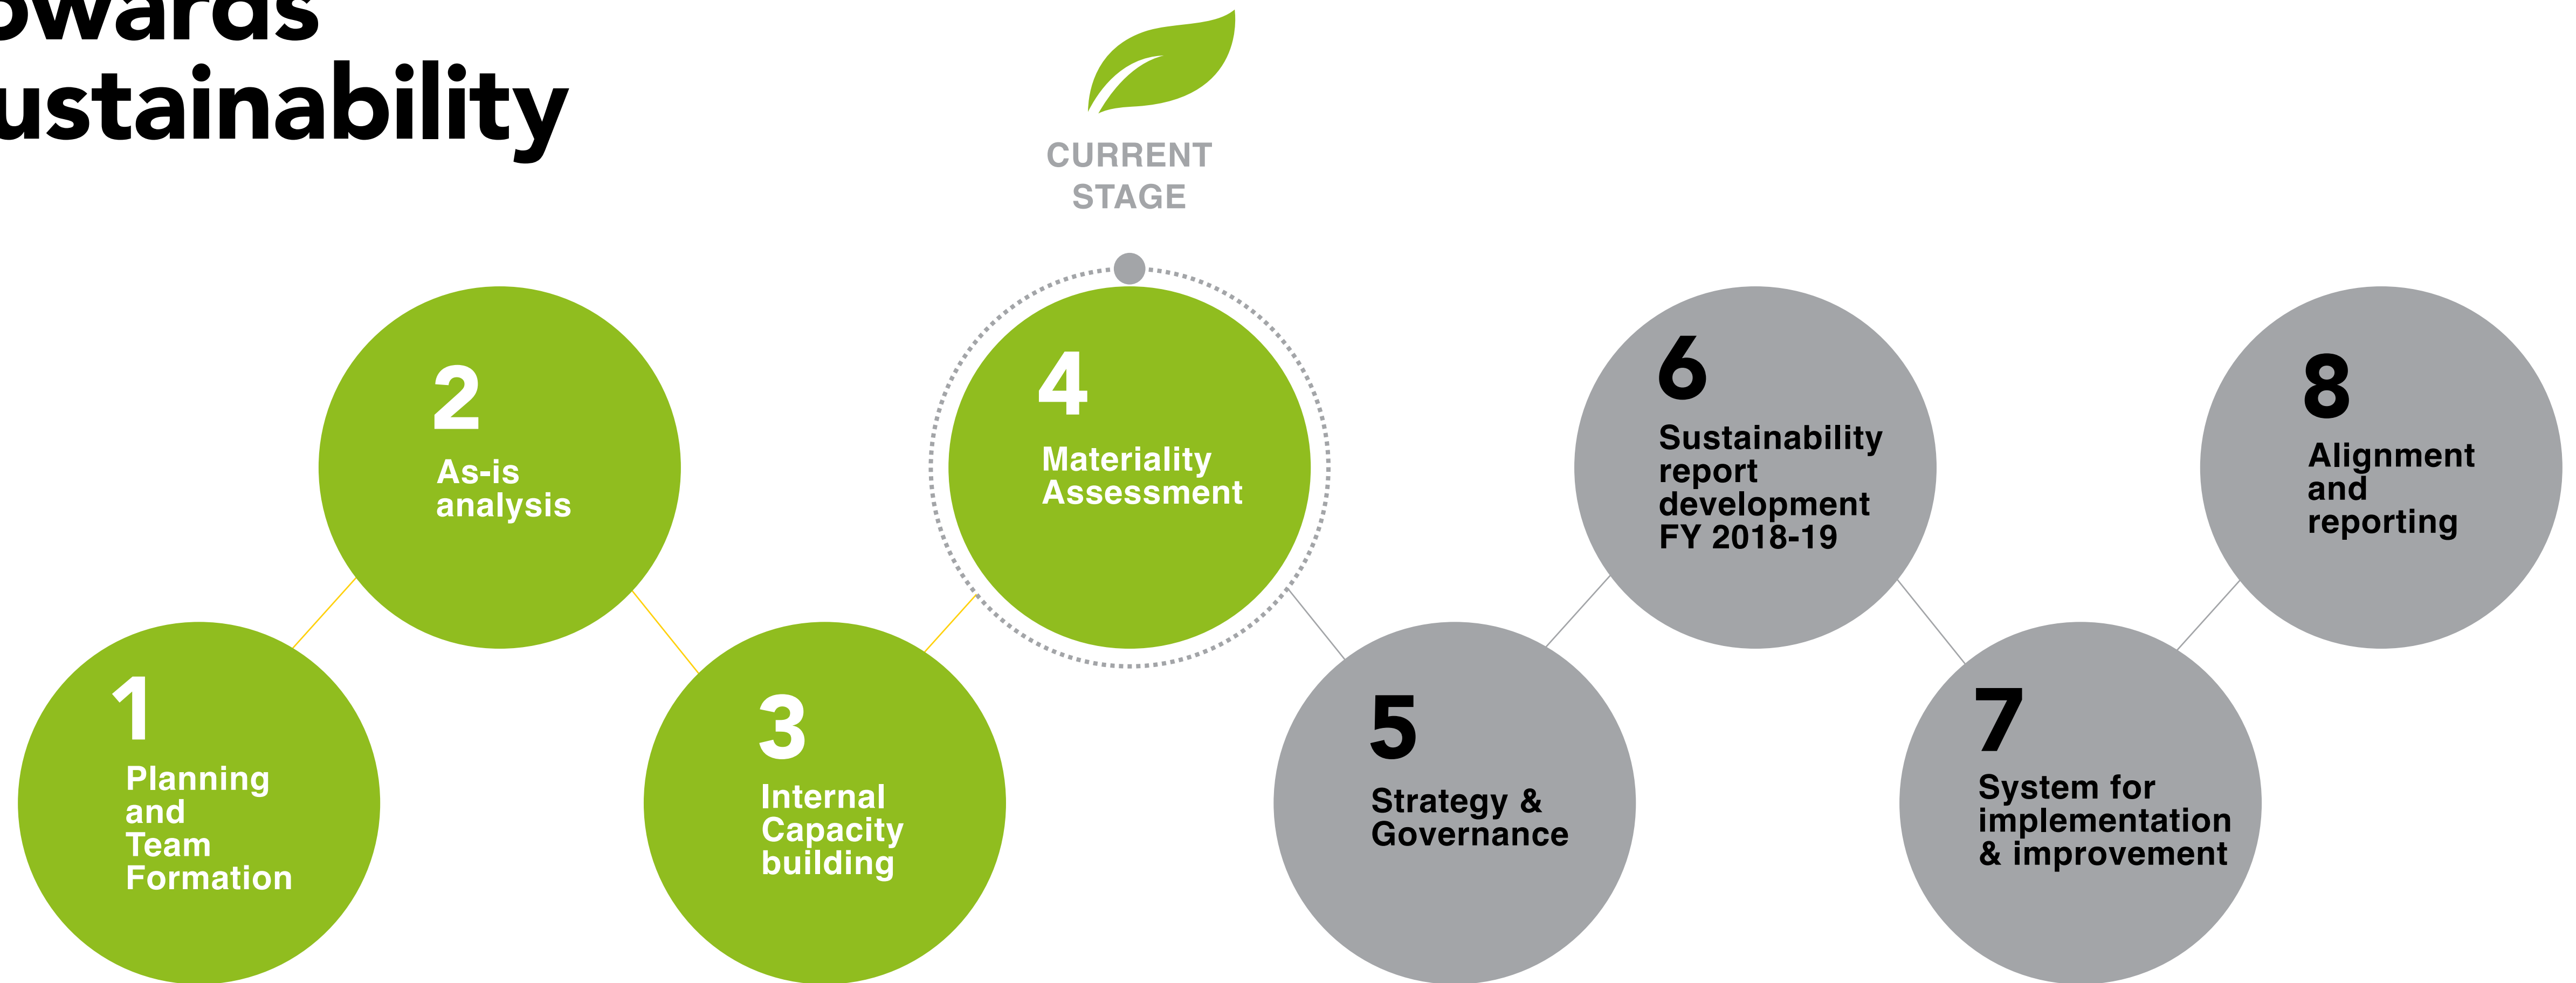 owards
ustainability
CURRENT
STAGE
1
Planning
and
Team
Formation
2
As-is
analysis
3
Internal
Capacity
building
4
Materiality
Assessment
5
Strategy &
Governance
6
Sustainability
report
development
FY 2018-19
7
System for
implementation
& improvement
8
Alignment
and
reporting